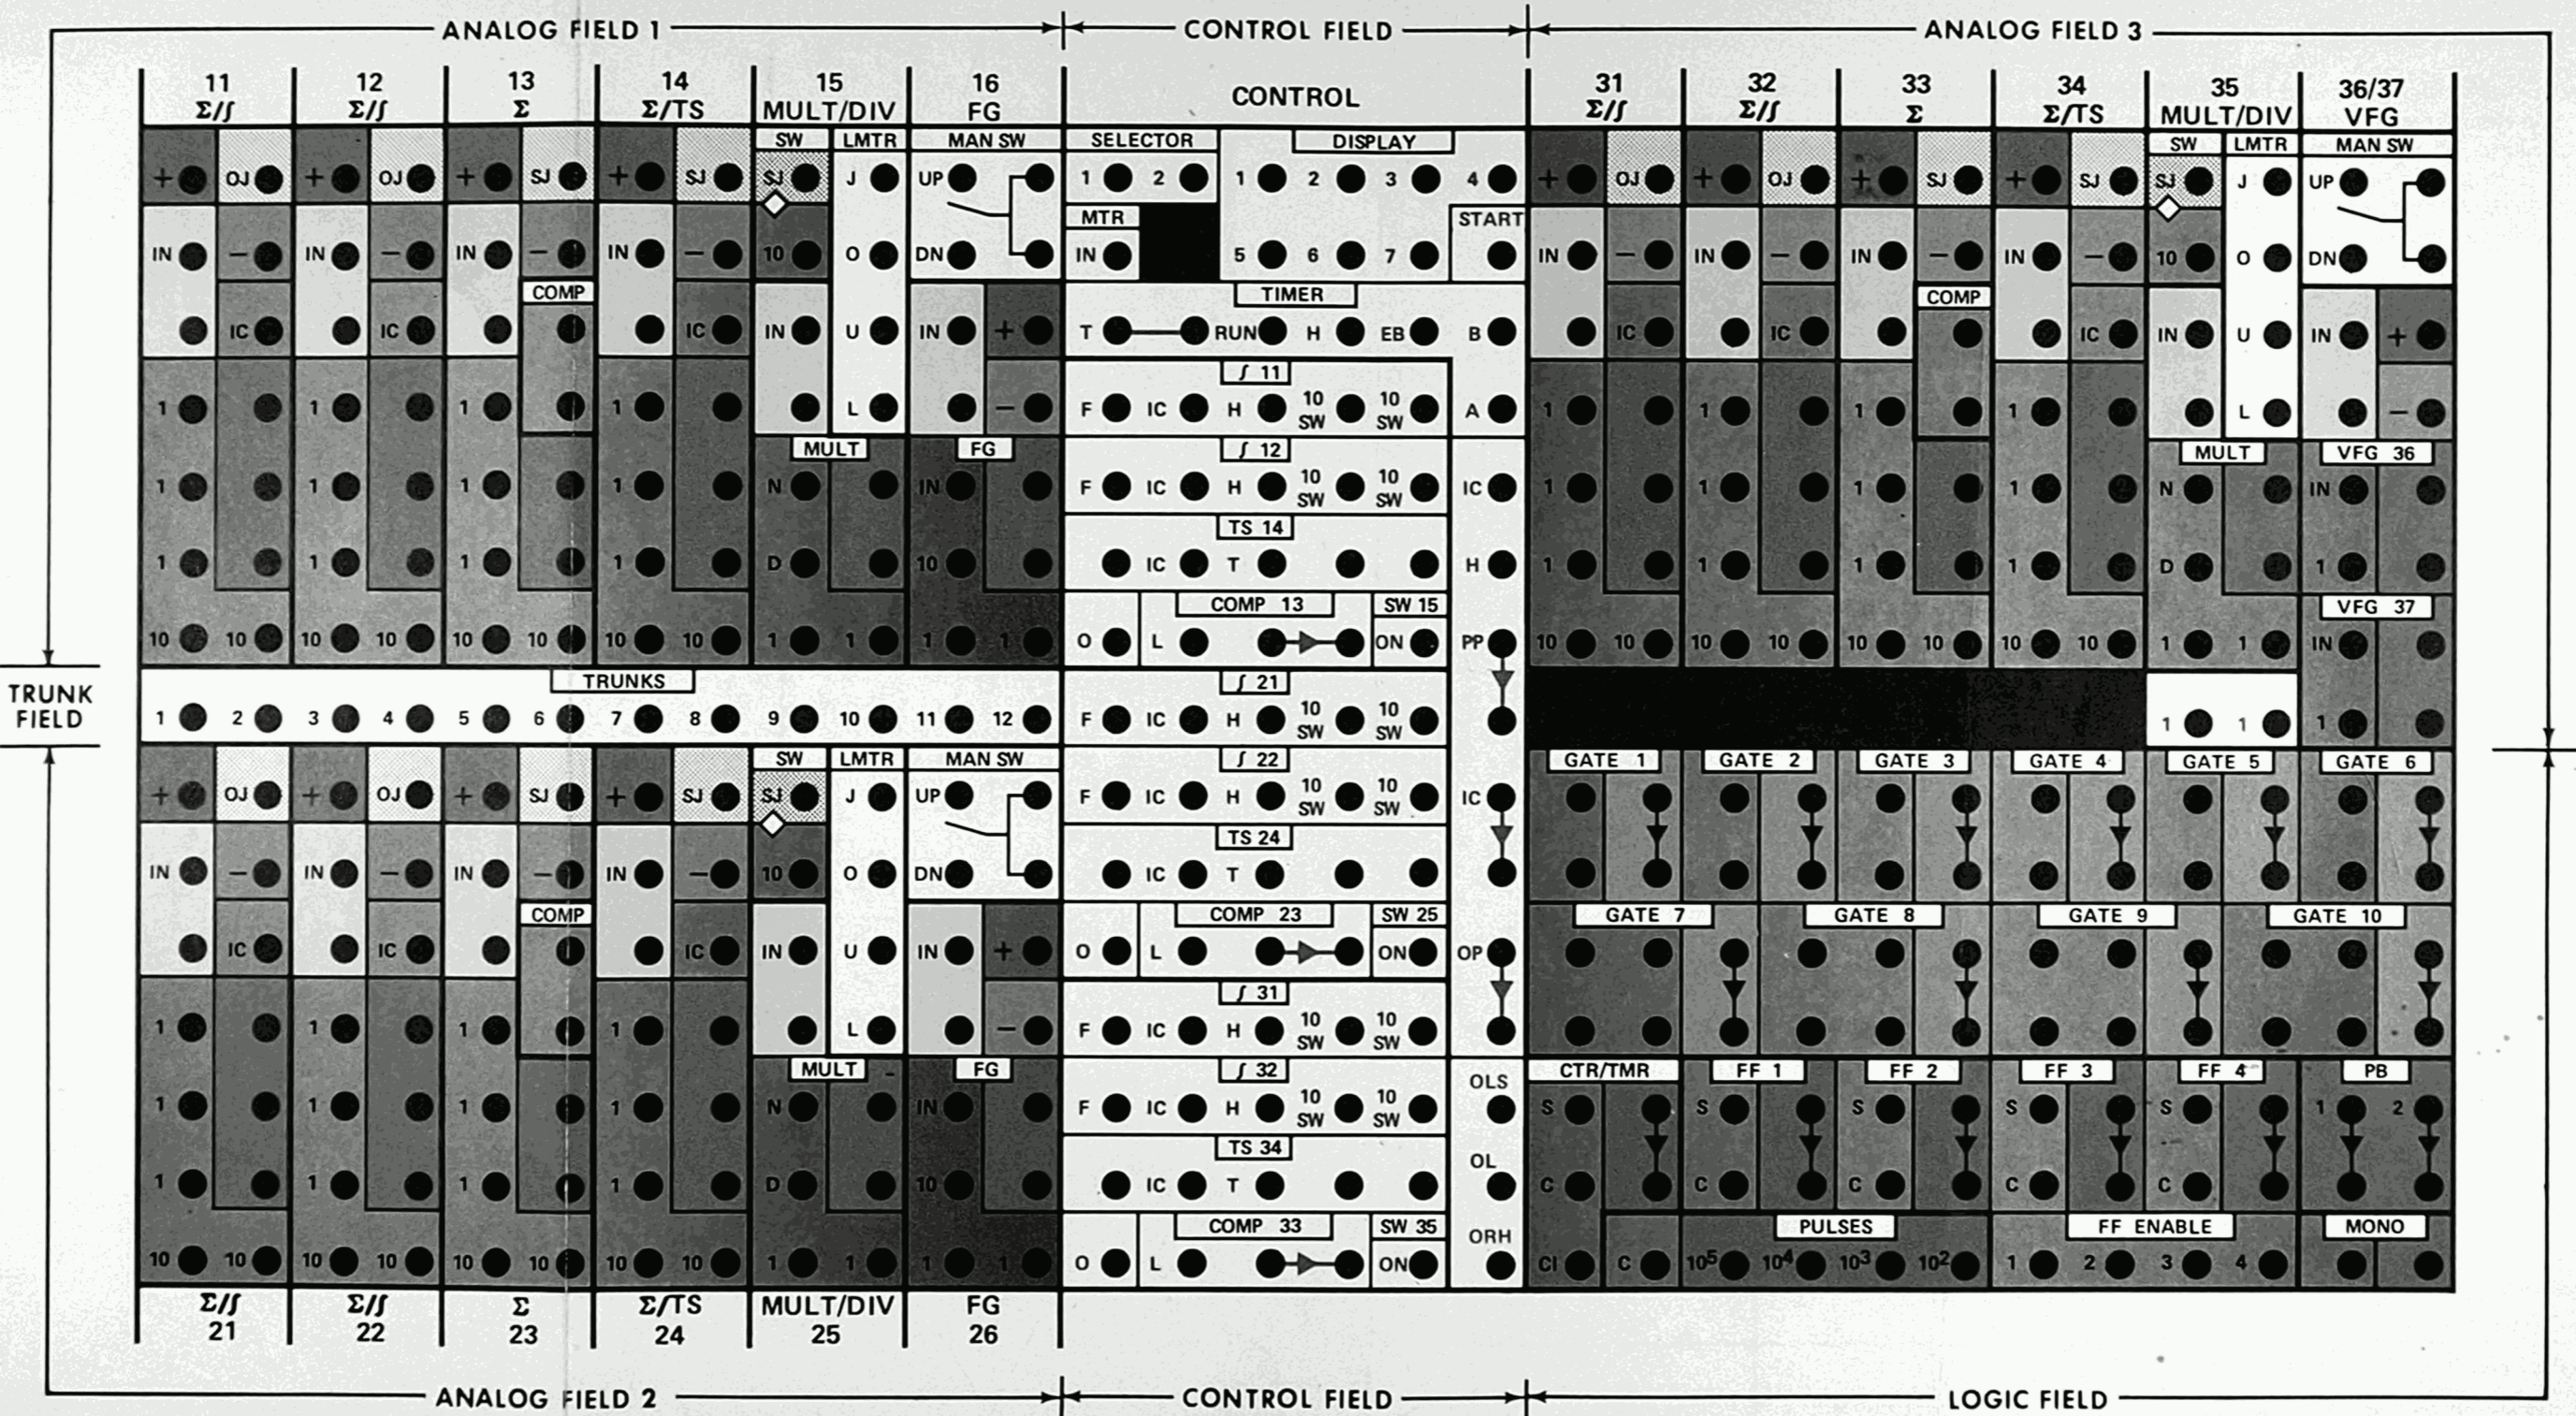 ANALOG FIELD 1 CONTROL FIELD ANALOG FIELD 3
11 12 13 14 15 16 CONTROL 31 32 33 34 35 36/37
Σ/∫ Σ/∫ Σ Σ/TS MULT/DIV FG Σ/∫ Σ/∫ Σ Σ/TS MULT/DIV VFG
SW LMTR MAN SW SELECTOR DISPLAY SW LMTR MAN SW
+ OJ + OJ + SJ + SJ SJ J UP 1 2 1 2 3 4 + OJ + OJ + SJ + SJ SJ J UP
MTR START
IN − IN − IN − IN − 10 O DN IN 5 6 7 IN − IN − IN − IN − 10 O DN
COMP TIMER COMP
IC IC IC IN U IN + T RUN H EB B IC IC IC IN U IN +
∫ 11
1 1 1 1 L − F IC H 10 SW 10 SW A 1 1 1 1 L −
MULT FG ∫ 12 MULT VFG 36
1 1 1 1 N IN F IC H 10 SW 10 SW IC 1 1 1 1 N IN
TS 14
1 1 1 1 D 10 IC T H 1 1 1 1 D 1
COMP 13 SW 15 VFG 37
10 10 10 10 10 10 10 10 1 1 1 1 O L ON PP 10 10 10 10 10 10 10 10 1 1 IN
TRUNK FIELD
TRUNKS ∫ 21
1 2 3 4 5 6 7 8 9 10 11 12 F IC H 10 SW 10 SW 1 1 1
SW LMTR MAN SW ∫ 22 GATE 1 GATE 2 GATE 3 GATE 4 GATE 5 GATE 6
+ OJ + OJ + SJ + SJ SJ J UP F IC H 10 SW 10 SW IC
TS 24
IN − IN − IN − IN − 10 O DN IC T
COMP COMP 23 SW 25 GATE 7 GATE 8 GATE 9 GATE 10
IC IC IC IN U IN + O L ON OP
∫ 31
1 1 1 1 L − F IC H 10 SW 10 SW
MULT FG ∫ 32 OLS CTR/TMR FF 1 FF 2 FF 3 FF 4 PB
1 1 1 1 N IN F IC H 10 SW 10 SW S S S S S 1 2
TS 34 OL
1 1 1 1 D 10 IC T C C C C C
COMP 33 SW 35 ORH PULSES FF ENABLE MONO
10 10 10 10 10 10 10 10 1 1 1 1 O L ON CI C 10⁵ 10⁴ 10³ 10² 1 2 3 4
Σ/∫ Σ/∫ Σ Σ/TS MULT/DIV FG
21 22 23 24 25 26
ANALOG FIELD 2 CONTROL FIELD LOGIC FIELD